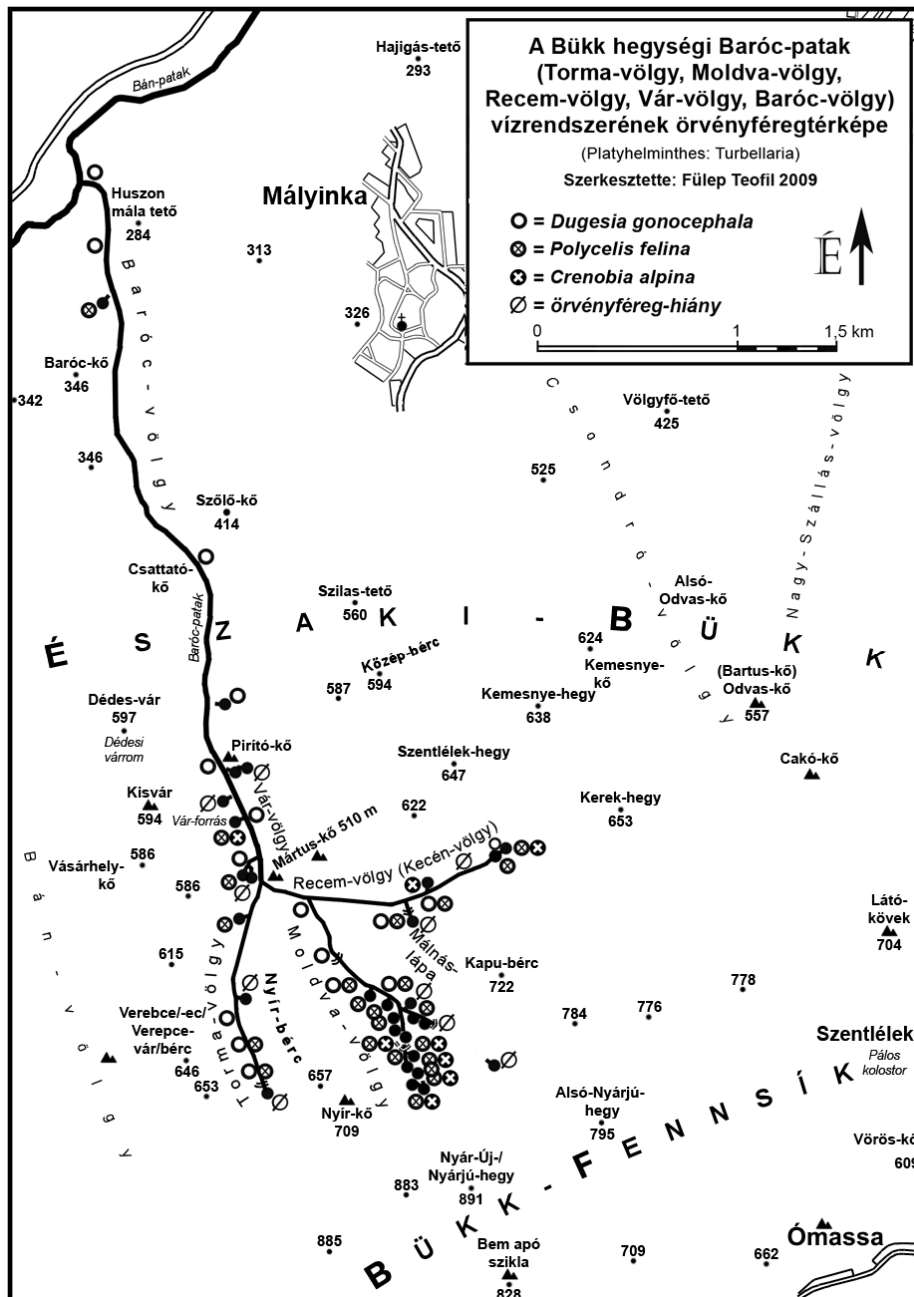 A Bükk hegységi Baróc-patak
(Torma-völgy, Moldva-völgy,
Recem-völgy, Vár-völgy, Baróc-völgy)
vízrendszerének örvényféregtérképe
(Platyhelminthes: Turbellaria)
Szerkesztette: Fülep Teofil 2009
= Dugesia gonocephala
= Polycelis felina
= Crenobia alpina
= örvényféreg-hiány
É
0 1 1,5 km
Hajigás-tető
293
Bán-patak
Huszon
mála tető
284
Mályinka
313
326
Baróc-völgy
Baróc-kő
346
342
346
Völgyfő-tető
425
Csondró-völgy
Nagy-Szállás-völgy
525
Szőlő-kő
414
Csattató-
kő
Baróc-patak
Szilas-tető
560
Alsó-
Odvas-kő
ÉSZAKI-BÜKK
624
Kemesnye-
kő
Közép-bérc
594
587
Kemesnye-hegy
638
(Bartus-kő)
Odvas-kő
557
Dédes-vár
597
Dédesi
várrom
Pirító-kő
Szentlélek-hegy
647
Cakó-kő
Kisvár
594
Vár-forrás
Vár-völgy
622
Kerek-hegy
653
Mártus-kő 510 m
Bán-völgy
586
Vásárhely-
kő
586
Recem-völgy (Kecén-völgy)
Látó-
kövek
704
Málnás-
lápa
615
Torma-völgy
Nyír-bérc
Moldva-völgy
Kapu-bérc
722
778
784
776
Verebce/-ec/
Verepce-
vár/bérc
646
653
657
Nyír-kő
709
Szentlélek
Pálos
kolostor
Alsó-Nyárjú-
hegy
795
Vörös-kő
609
BÜKK-FENNSÍK
Nyár-Új-/
Nyárjú-hegy
891
883
885
Bem apó
szikla
828
709
662
Ómassa